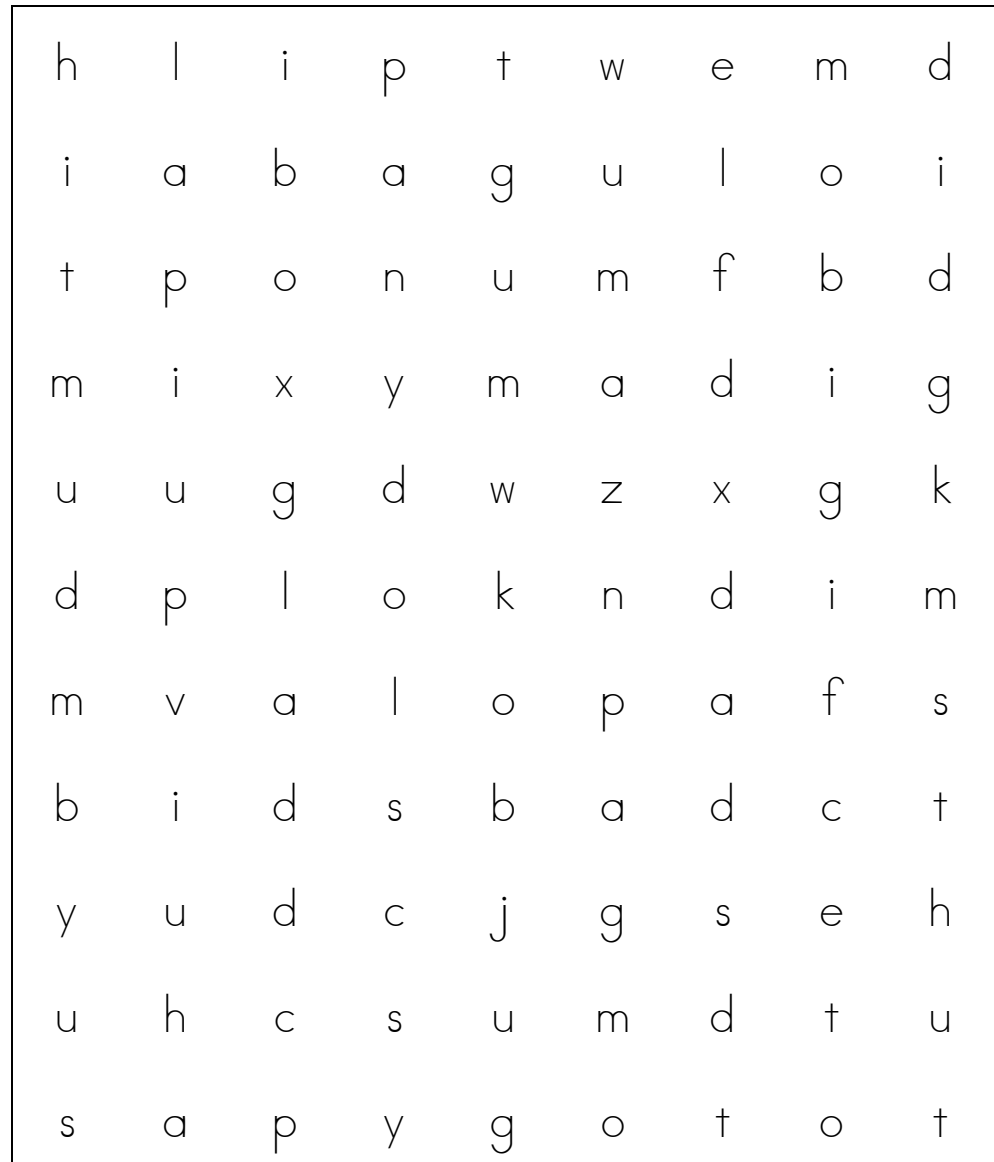 h l i p t w e m d
i a b a g u l o i
t p o n u m f b d
m i x y m a d i g
u u g d w z x g k
d p l o k n d i m
m v a l o p a f s
b i d s b a d c t
y u d c j g s e h
u h c s u m d t u
s a p y g o t o t